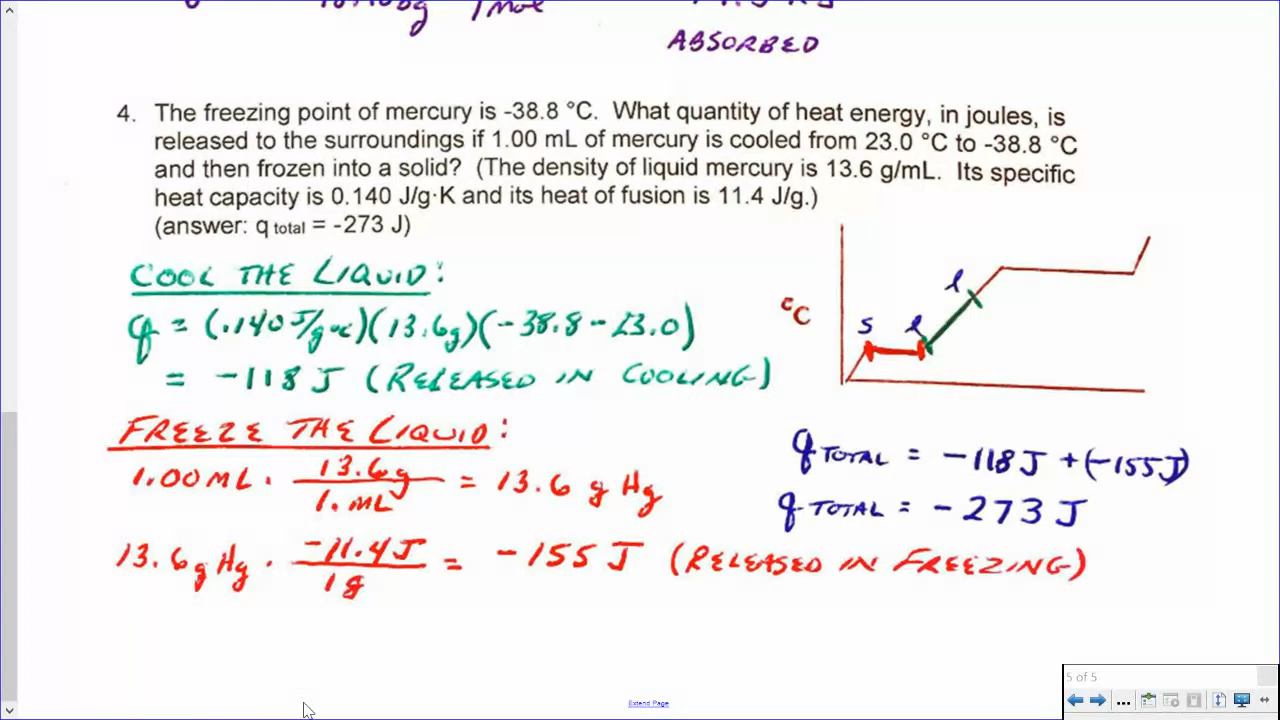 1 mol
ABSORBED
4. The freezing point of mercury is -38.8 °C. What quantity of heat energy, in joules, is
released to the surroundings if 1.00 mL of mercury is cooled from 23.0 °C to -38.8 °C
and then frozen into a solid? (The density of liquid mercury is 13.6 g/mL. Its specific
heat capacity is 0.140 J/g·K and its heat of fusion is 11.4 J/g.)
(answer: q total = -273 J)
COOL THE LIQUID:
q = (.140 J/g°C)(13.6g)(-38.8 - 23.0)
= -118 J (RELEASED IN COOLING)
°C
s l l
FREEZE THE LIQUID:
1.00 ML · 13.6g / 1. ML = 13.6 g Hg
13.6 g Hg · -11.4 J / 1g = -155 J (RELEASED IN FREEZING)
q TOTAL = -118 J + (-155 J)
q TOTAL = -273 J
Extend Page
5 of 5
...